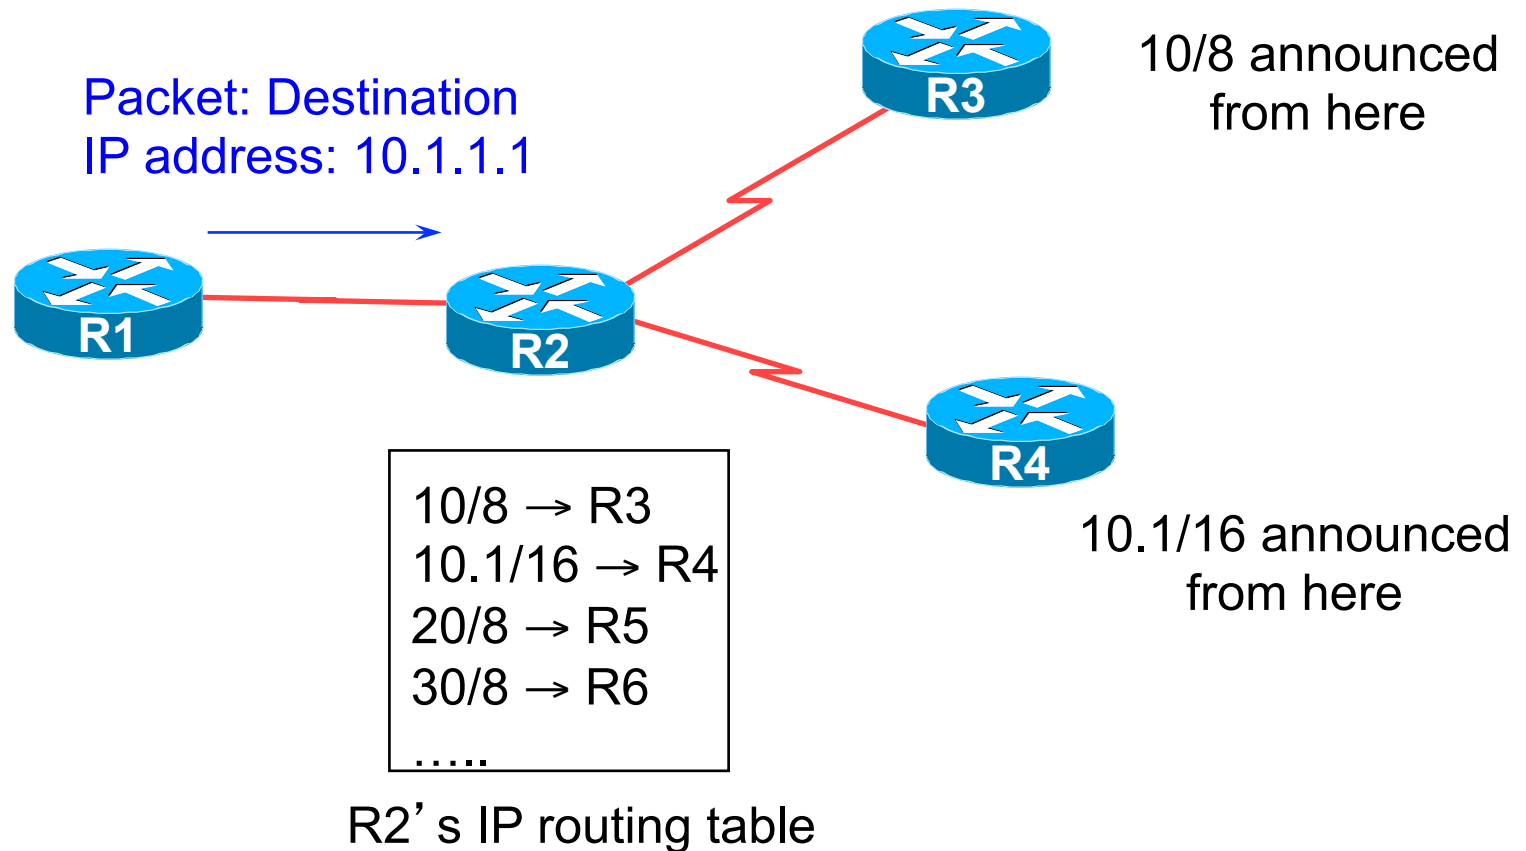 Packet: Destination
IP address: 10.1.1.1
R3
10/8 announced
from here
R1
R2
R4
10.1/16 announced
from here
10/8 → R3
10.1/16 → R4
20/8 → R5
30/8 → R6
…..
R2’s IP routing table